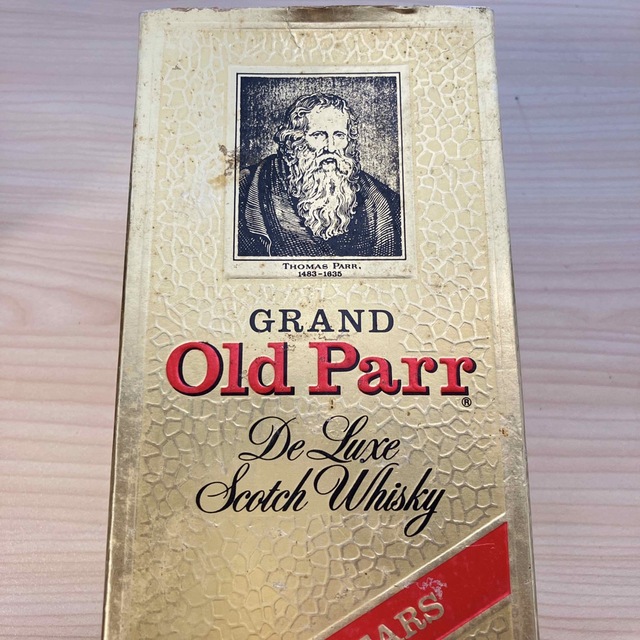 THOMAS PARR,
1483-1635
GRAND
Old Parr
®
De Luxe
Scotch Whisky